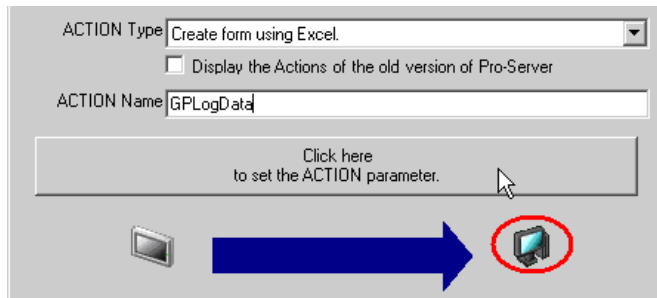 ACTION Type Create form using Excel.
Display the Actions of the old version of Pro-Server
ACTION Name GPLogData
Click here
to set the ACTION parameter.